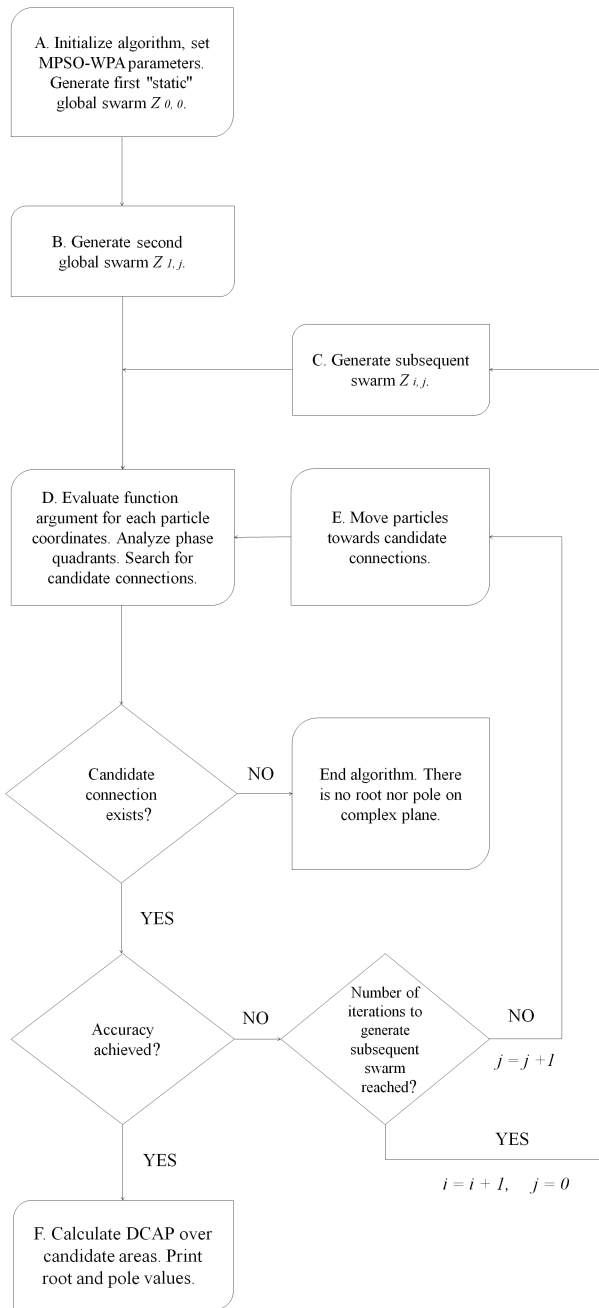 A. Initialize algorithm, set
MPSO-WPA parameters.
Generate first "static"
global swarm Z 0, 0.
B. Generate second
global swarm Z 1, j.
C. Generate subsequent
swarm Z i, j.
D. Evaluate function
argument for each particle
coordinates. Analyze phase
quadrants. Search for
candidate connections.
E. Move particles
towards candidate
connections.
Candidate
connection
exists?
NO
End algorithm. There
is no root nor pole on
complex plane.
YES
Accuracy
achieved?
NO
Number of
iterations to
generate
subsequent
swarm
reached?
NO
j = j +1
YES
i = i + 1, j = 0
YES
F. Calculate DCAP over
candidate areas. Print
root and pole values.